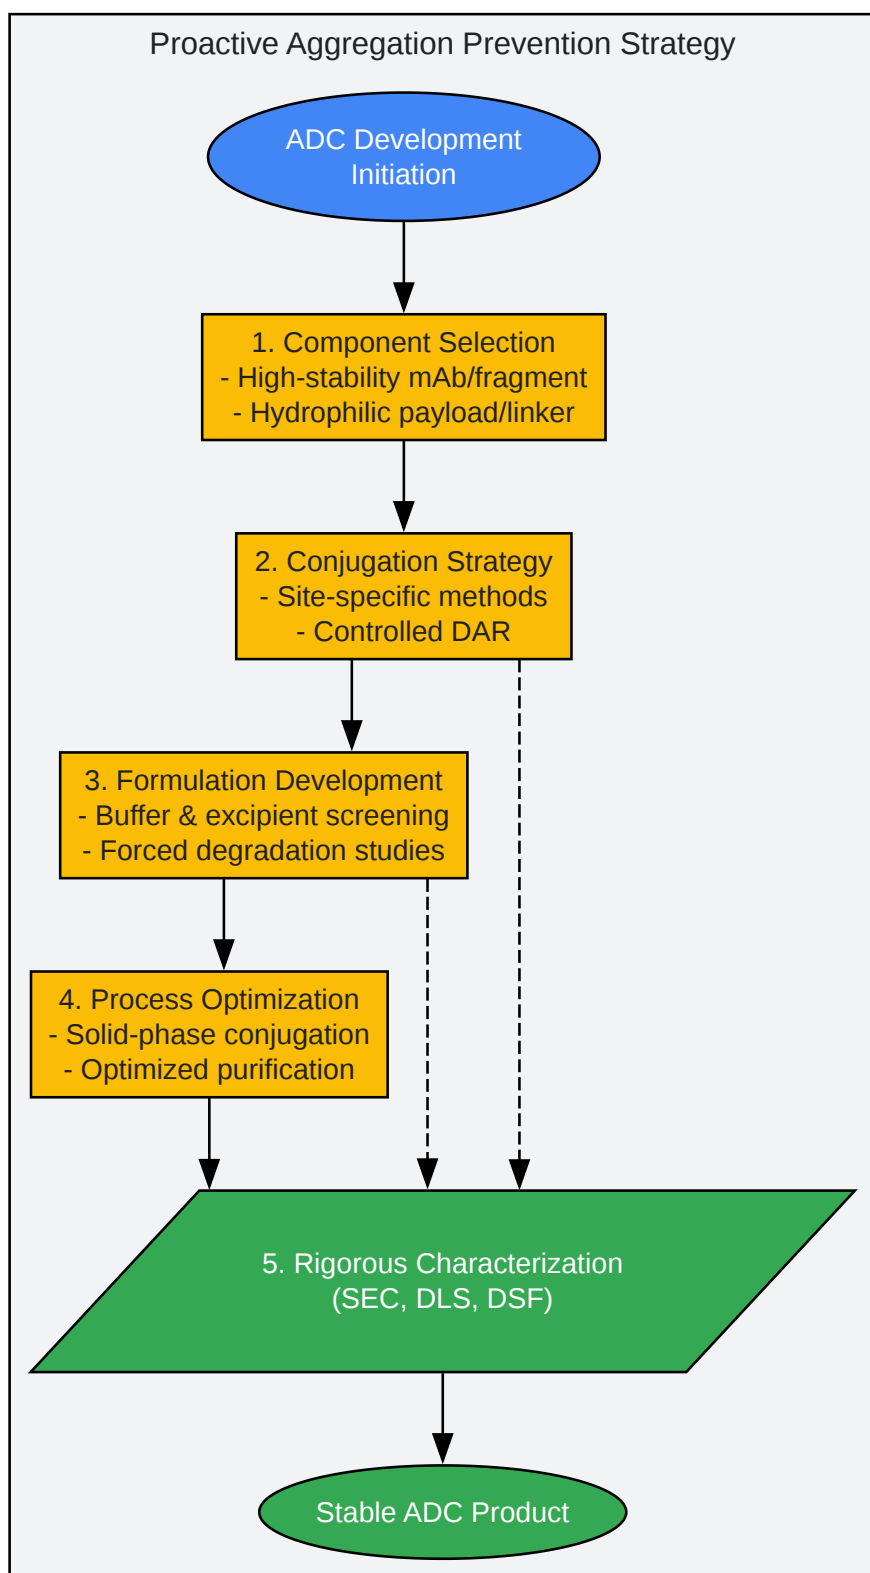 Proactive Aggregation Prevention Strategy
ADC Development
Initiation
1. Component Selection
- High-stability mAb/fragment
- Hydrophilic payload/linker
2. Conjugation Strategy
- Site-specific methods
- Controlled DAR
3. Formulation Development
- Buffer & excipient screening
- Forced degradation studies
4. Process Optimization
- Solid-phase conjugation
- Optimized purification
5. Rigorous Characterization
(SEC, DLS, DSF)
Stable ADC Product